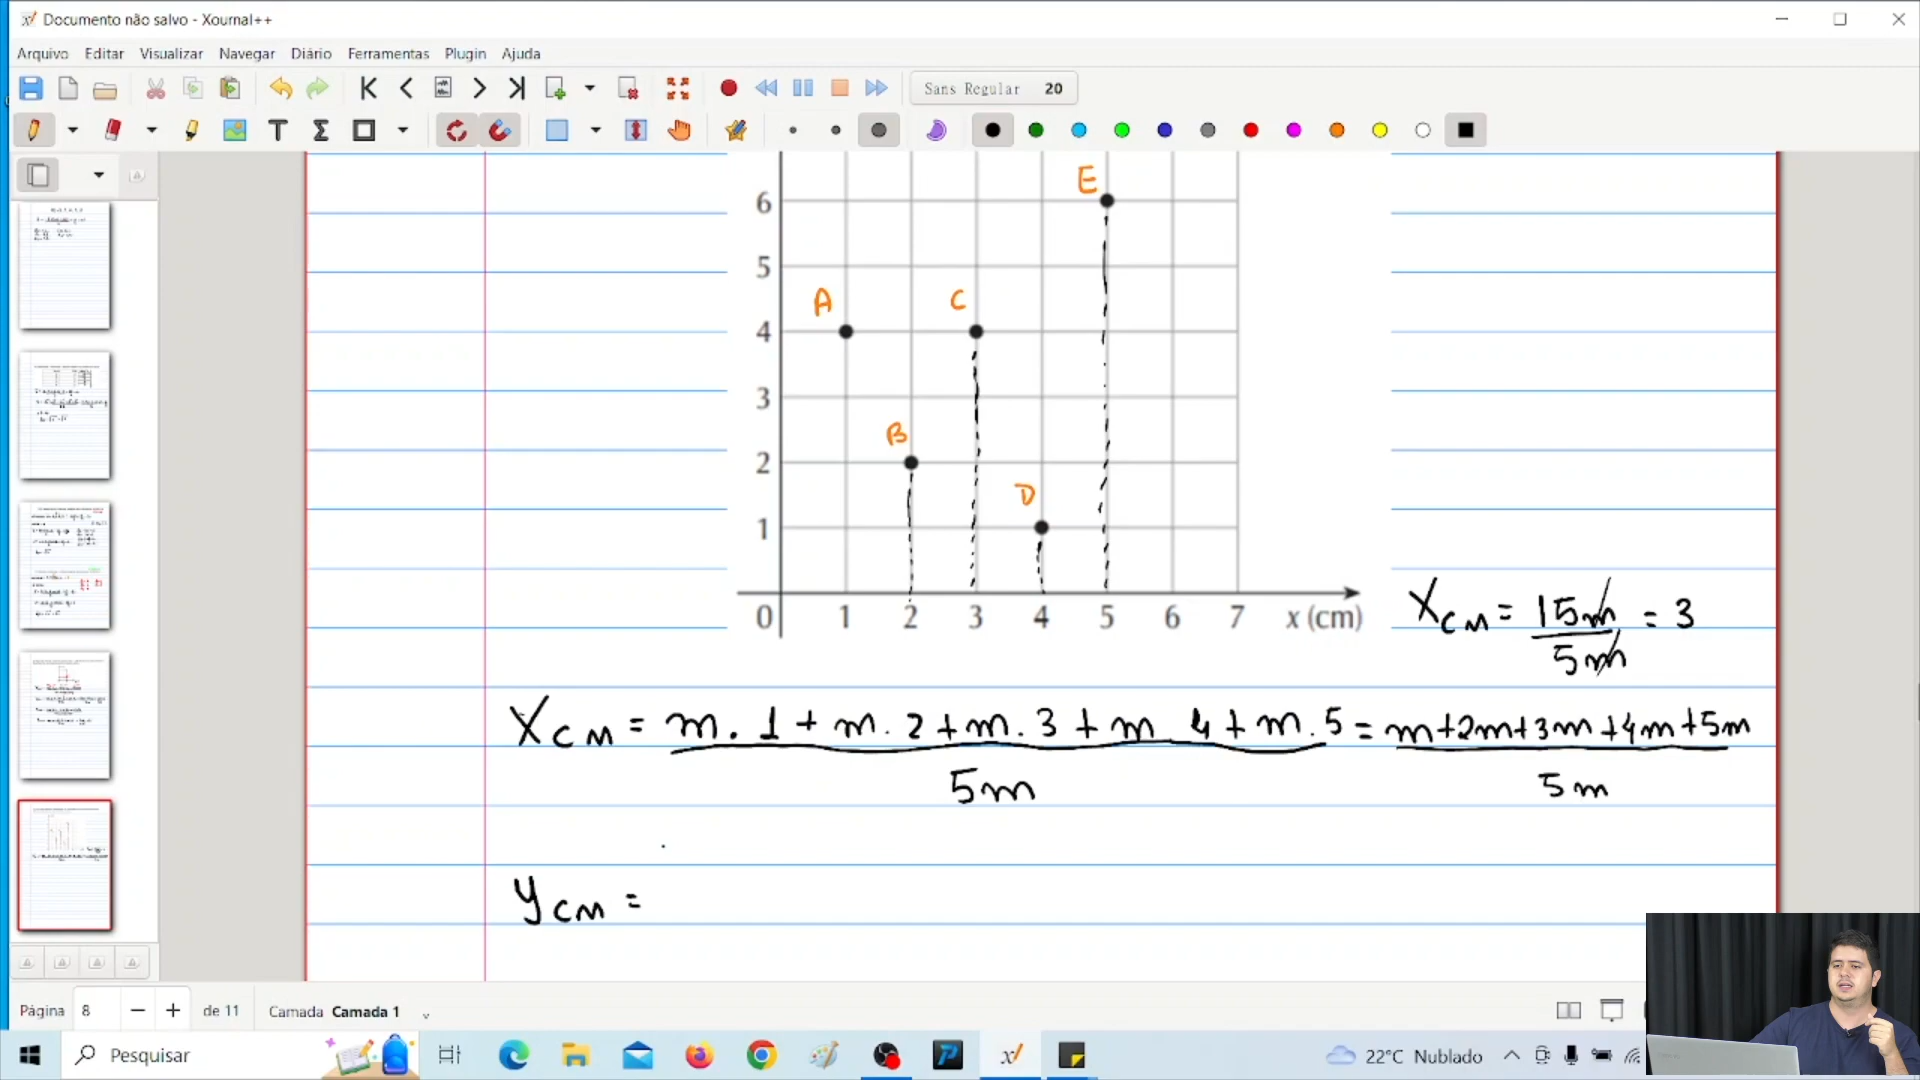 Documento não salvo - Xournal++
Arquivo Editar Visualizar Navegar Diário Ferramentas Plugin Ajuda
Sans Regular 20
E
6
5
A C
4
3
B
2
D
1
0 1 2 3 4 5 6 7 x (cm)
XCM = 15m / 5m = 3
XCM = m. 1 + m. 2 + m. 3 + m 4 + m. 5 = m+2m+3m+4m+5m
5m 5m
yCM =
Página 8 de 11 Camada Camada 1
Pesquisar 22°C Nublado